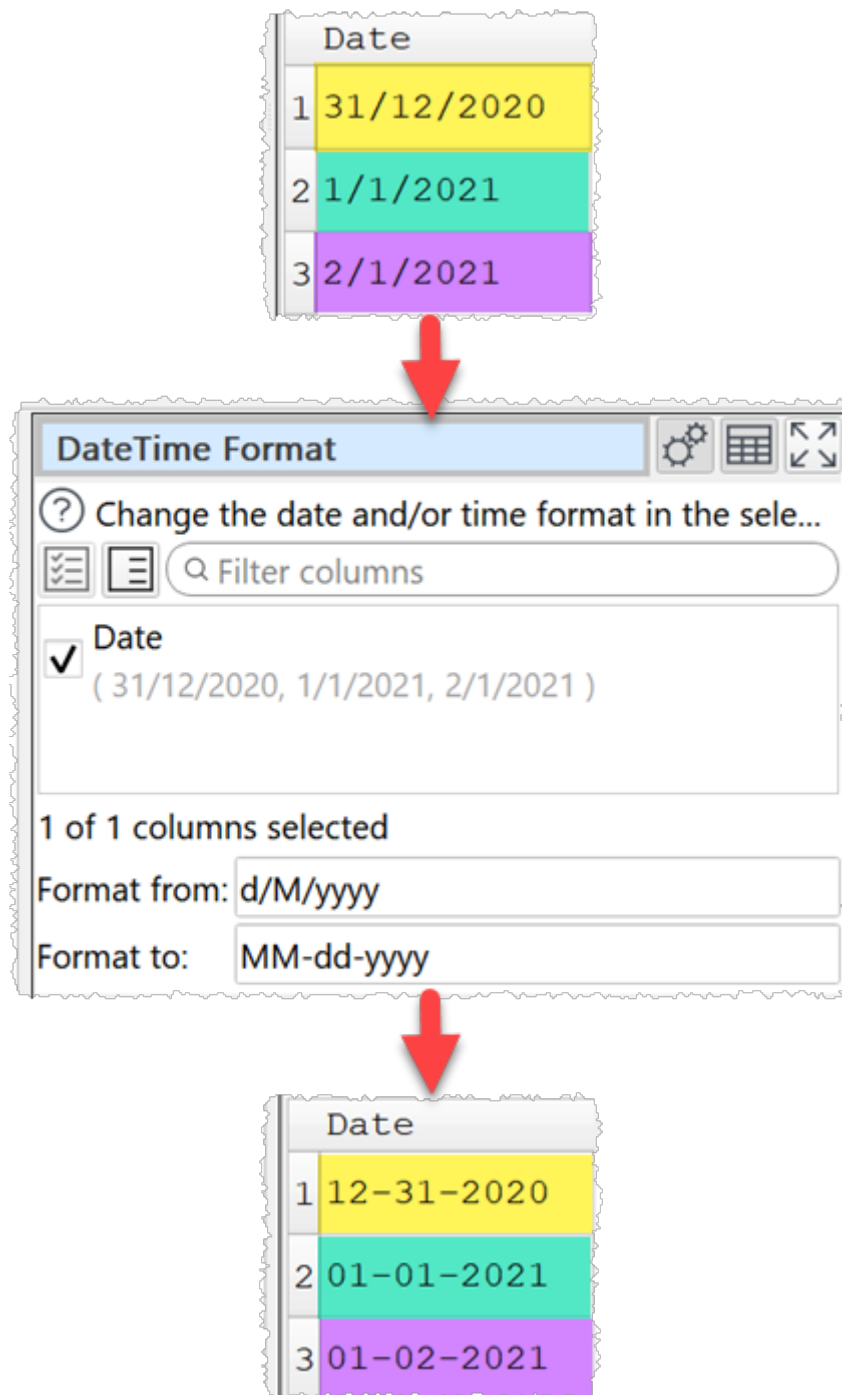 Date
1 31/12/2020
2 1/1/2021
3 2/1/2021
DateTime Format
? Change the date and/or time format in the sele...
Filter columns
Date
( 31/12/2020, 1/1/2021, 2/1/2021 )
1 of 1 columns selected
Format from: d/M/yyyy
Format to: MM-dd-yyyy
Date
1 12-31-2020
2 01-01-2021
3 01-02-2021